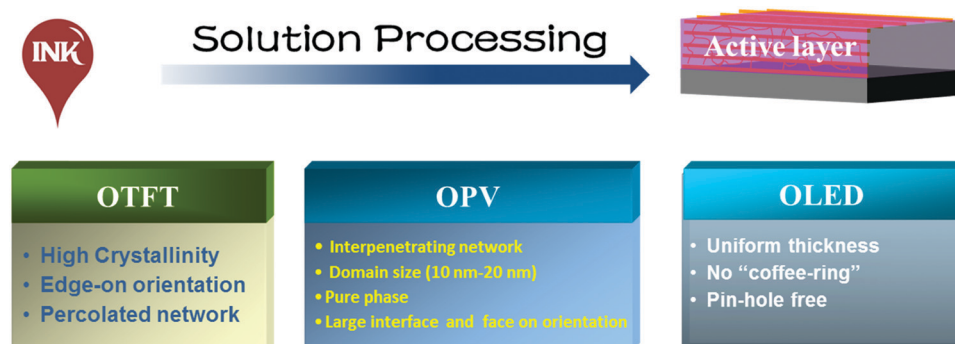 INK
Solution Processing
Active layer
OTFT
• High Crystallinity
• Edge-on orientation
• Percolated network
OPV
• Interpenetrating network
• Domain size (10 nm-20 nm)
• Pure phase
• Large interface and face on orientation
OLED
• Uniform thickness
• No “coffee-ring”
• Pin-hole free